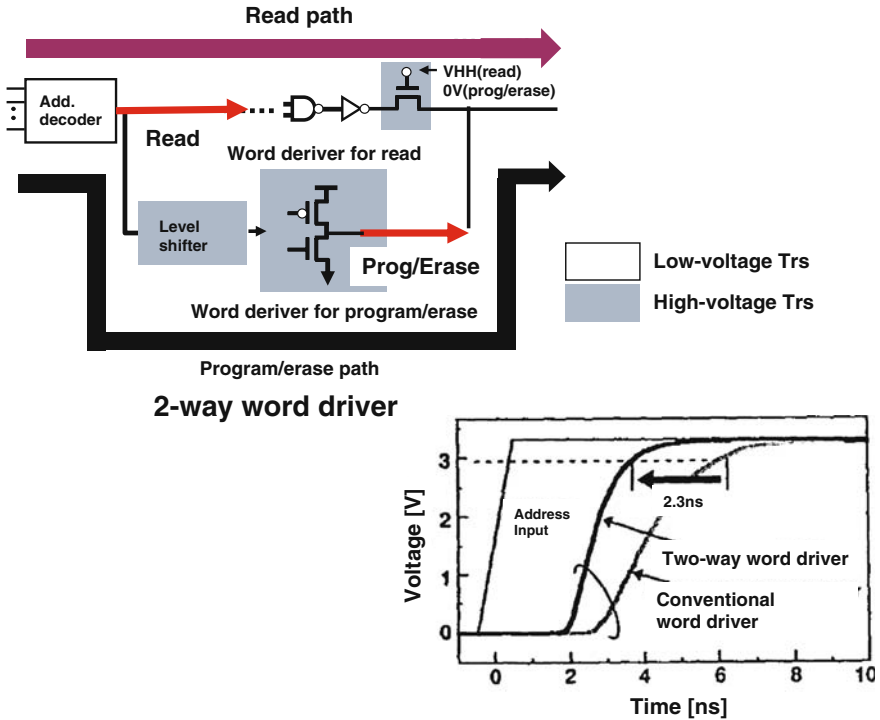 Read path
VHH(read)
0V(prog/erase)
Add.
decoder
Read
Word deriver for read
Level
shifter
Prog/Erase
Word deriver for program/erase
Low-voltage Trs
High-voltage Trs
Program/erase path
2-way word driver
3
2
1
0
Voltage [V]
Address
Input
2.3ns
Two-way word driver
Conventional
word driver
0
2
4
6
8
10
Time [ns]